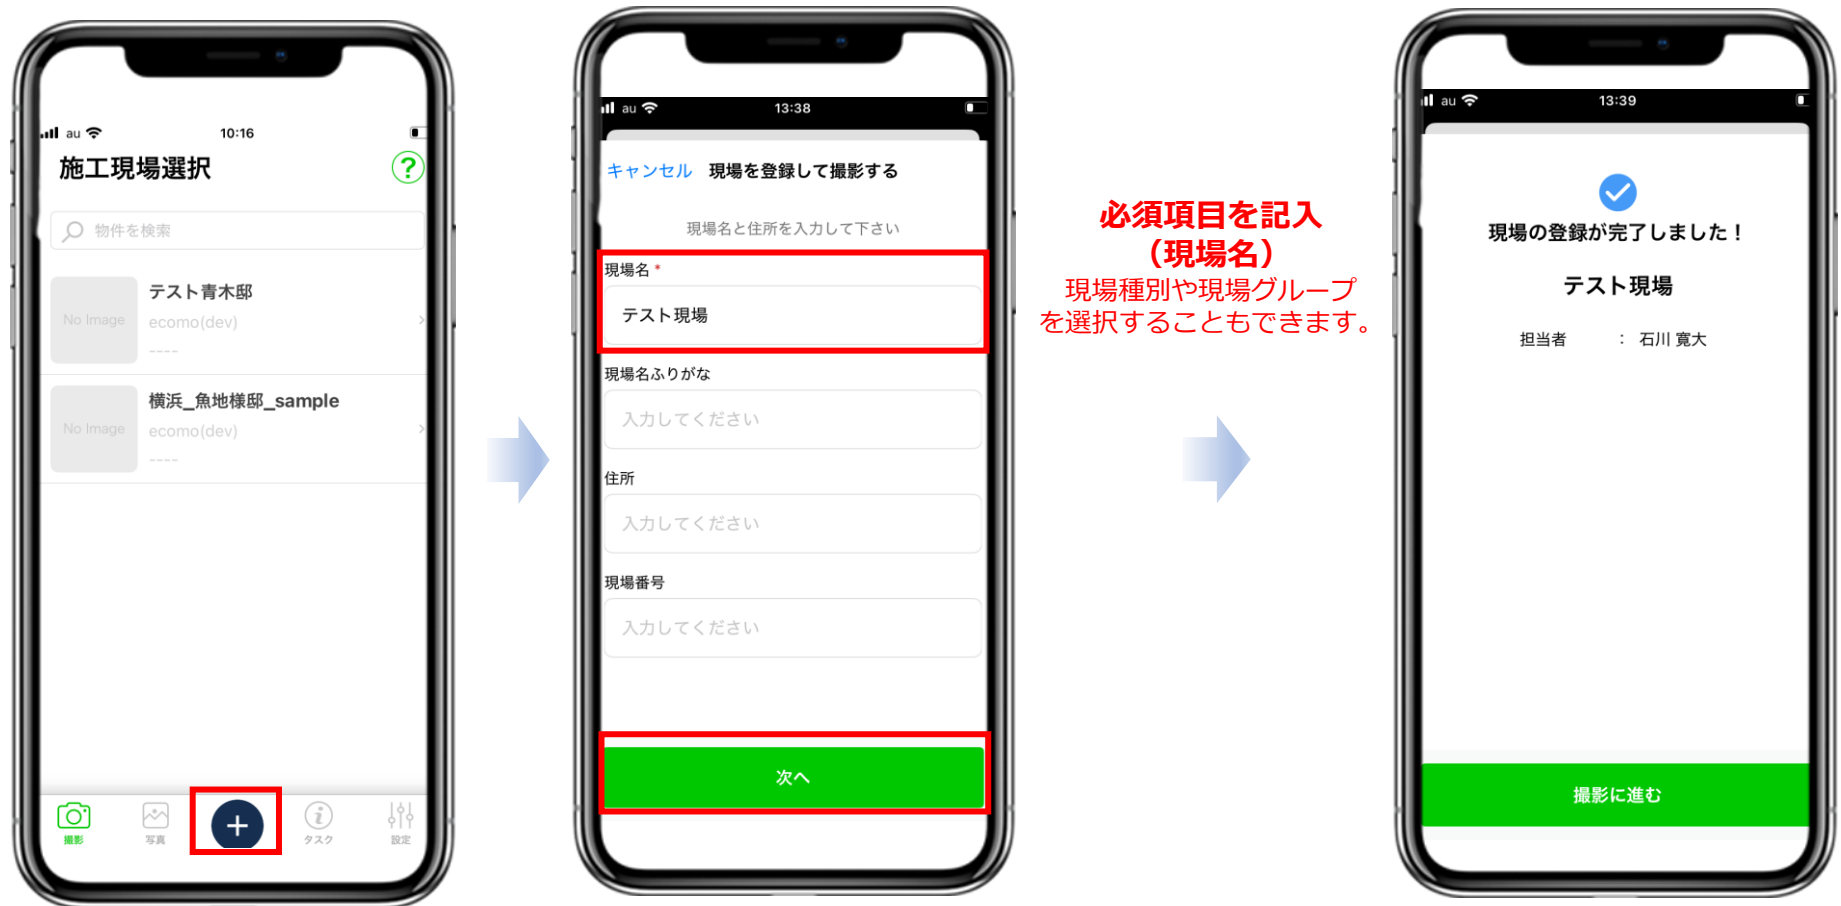 au
10:16
施工現場選択
?
物件を検索
No Image
テスト青木邸
ecomo(dev)
----
No Image
横浜_魚地様邸_sample
ecomo(dev)
----
撮影
写真
タスク
設定
au
13:38
キャンセル 現場を登録して撮影する
現場名と住所を入力して下さい
現場名 *
テスト現場
現場名ふりがな
入力してください
住所
入力してください
現場番号
入力してください
次へ
必須項目を記入
（現場名）
現場種別や現場グループ
を選択することもできます。
au
13:39
現場の登録が完了しました！
テスト現場
担当者 : 石川 寛大
撮影に進む